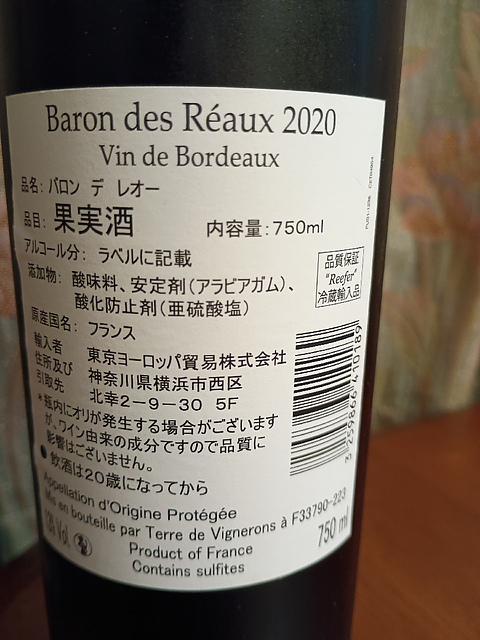 Baron des Réaux 2020
Vin de Bordeaux
品名: バロン デ レオー
品目: 果実酒 内容量:750ml
アルコール分: ラベルに記載
添加物: 酸味料、安定剤(アラビアガム)、
酸化防止剤(亜硫酸塩)
品質保証
"Reefer"
冷蔵輸入品
原産国名: フランス
輸入者
住所及び
引取先
東京ヨーロッパ貿易株式会社
神奈川県横浜市西区
北幸2-9-30 5F
*瓶内にオリが発生する場合がございます
が、ワイン由来の成分ですので品質に
影響はございません。
●飲酒は20歳になってから
3 259866 410189
Appellation d'Origine Protégée
Mis en bouteille par Terre de Vignerons à F33790-223
13% Vol. 750 ml
Product of France
Contains sulfites